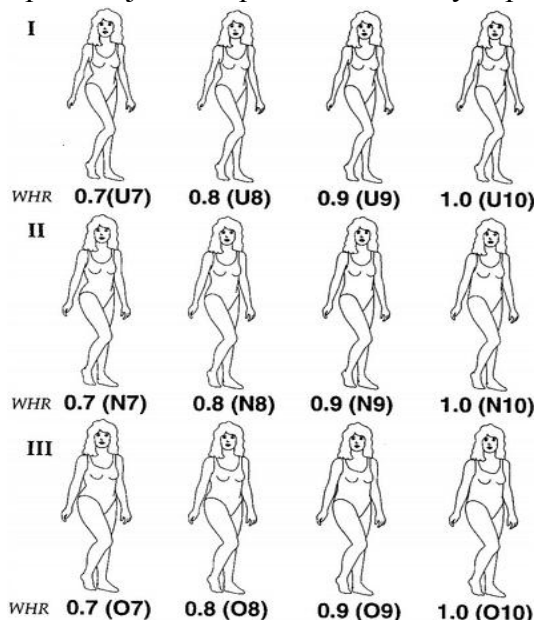 I
WHR 0.7(U7) 0.8 (U8) 0.9 (U9) 1.0 (U10)
II
WHR 0.7 (N7) 0.8 (N8) 0.9 (N9) 1.0 (N10)
III
WHR 0.7 (O7) 0.8 (O8) 0.9 (O9) 1.0 (O10)